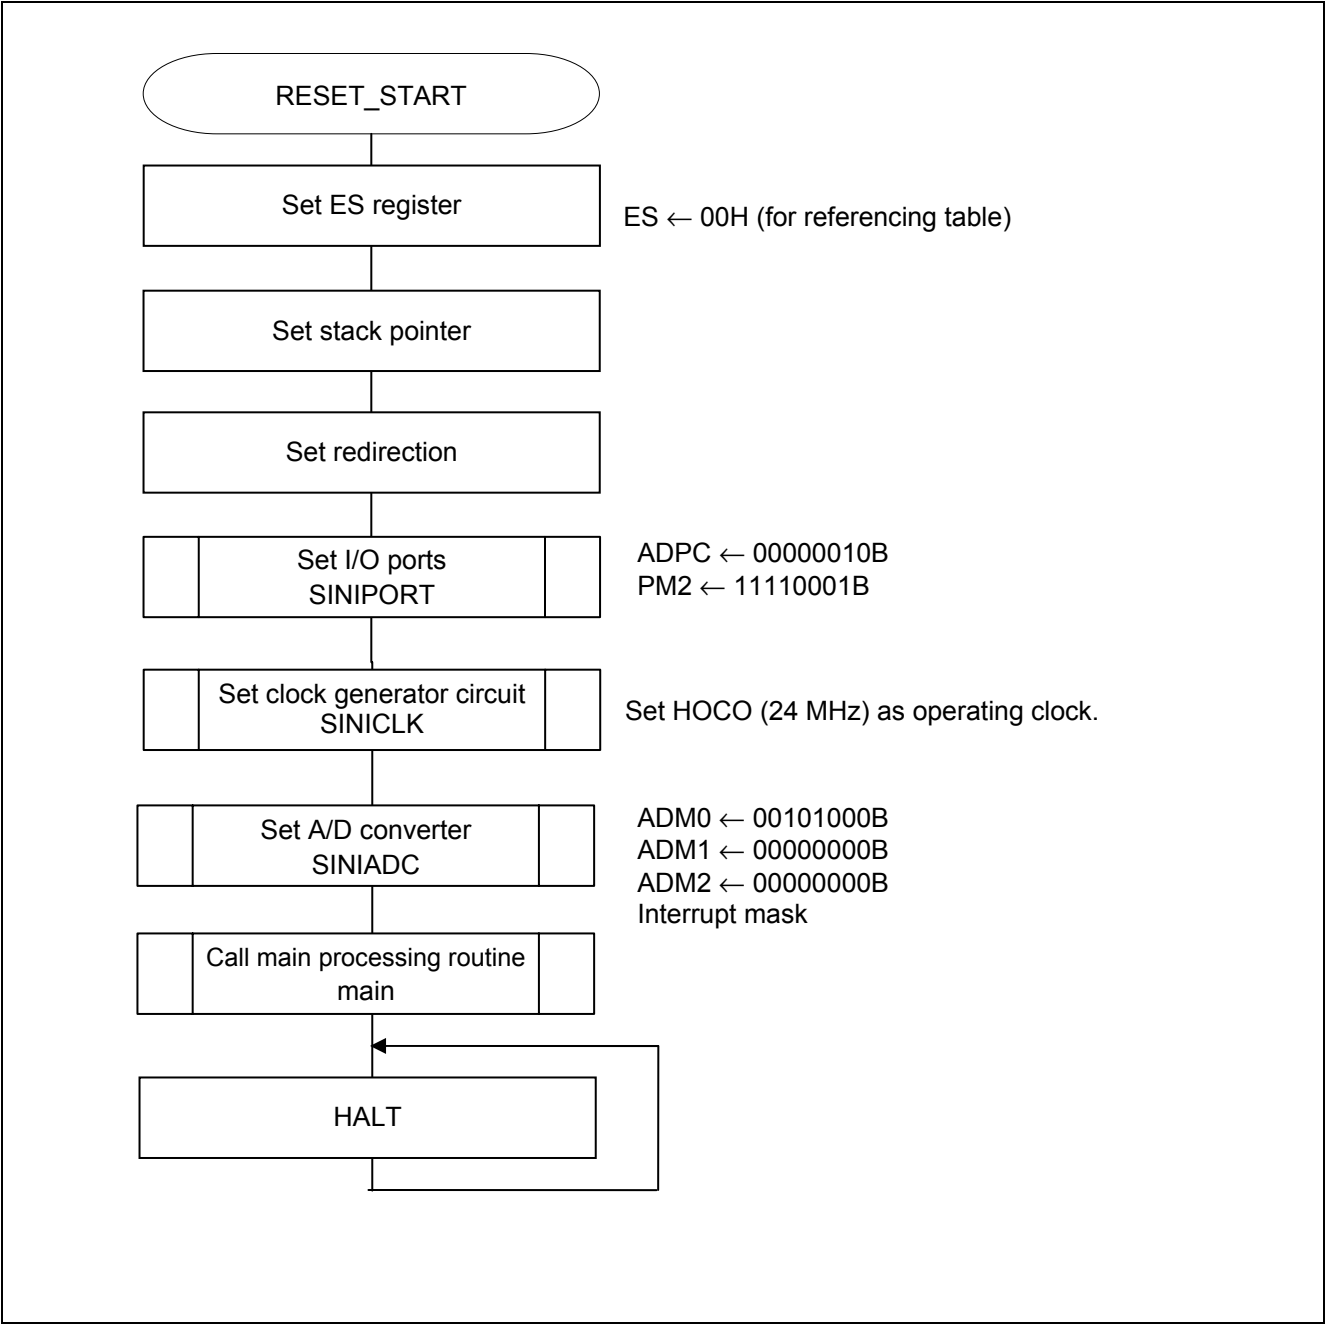 RESET_START
Set ES register
ES ← 00H (for referencing table)
Set stack pointer
Set redirection
Set I/O ports
SINIPORT
ADPC ← 00000010B
PM2 ← 11110001B
Set clock generator circuit
SINICLK
Set HOCO (24 MHz) as operating clock.
Set A/D converter
SINIADC
ADM0 ← 00101000B
ADM1 ← 00000000B
ADM2 ← 00000000B
Interrupt mask
Call main processing routine
main
HALT